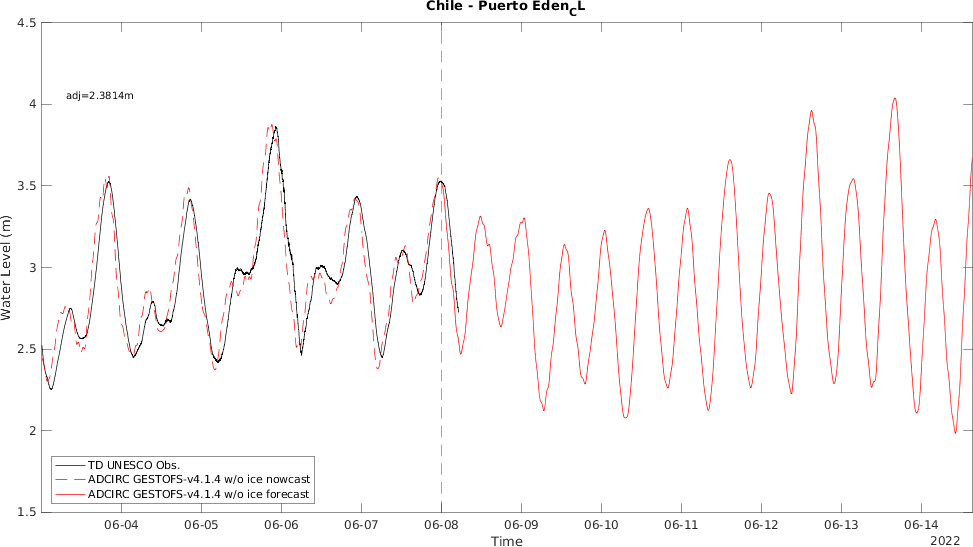 Chile - Puerto Eden_CL
4.5
adj=2.3814m
4
3.5
3
2.5
2
1.5
Water Level (m)
TD UNESCO Obs.
ADCIRC GESTOFS-v4.1.4 w/o ice nowcast
ADCIRC GESTOFS-v4.1.4 w/o ice forecast
06-04 06-05 06-06 06-07 06-08 06-09 06-10 06-11 06-12 06-13 06-14
Time
2022